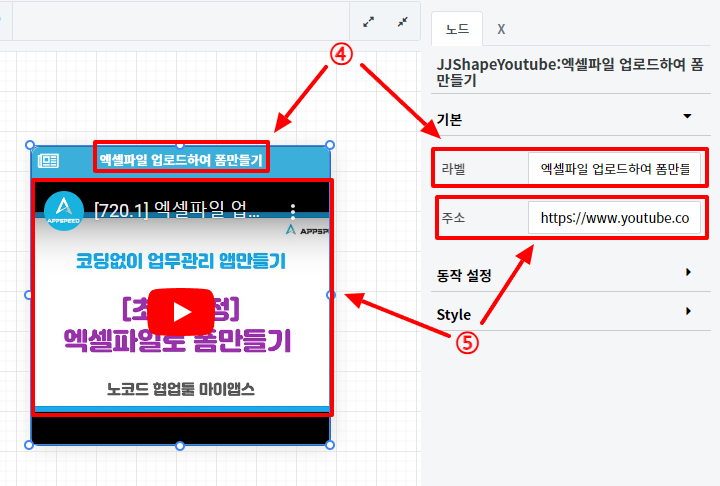 노드 X
JJShapeYoutube:엑셀파일 업로드하여 폼
만들기
기본
라벨 엑셀파일 업로드하여 폼만들
주소 https://www.youtube.co
동작 설정
Style
④
⑤
엑셀파일 업로드하여 폼만들기
APPSPEED
[720.1] 엑셀파일 업...
APPSPEE
코딩없이 업무관리 앱만들기
[초
정]
엑셀파일로 폼만들기
노코드 협업툴 마이앱스